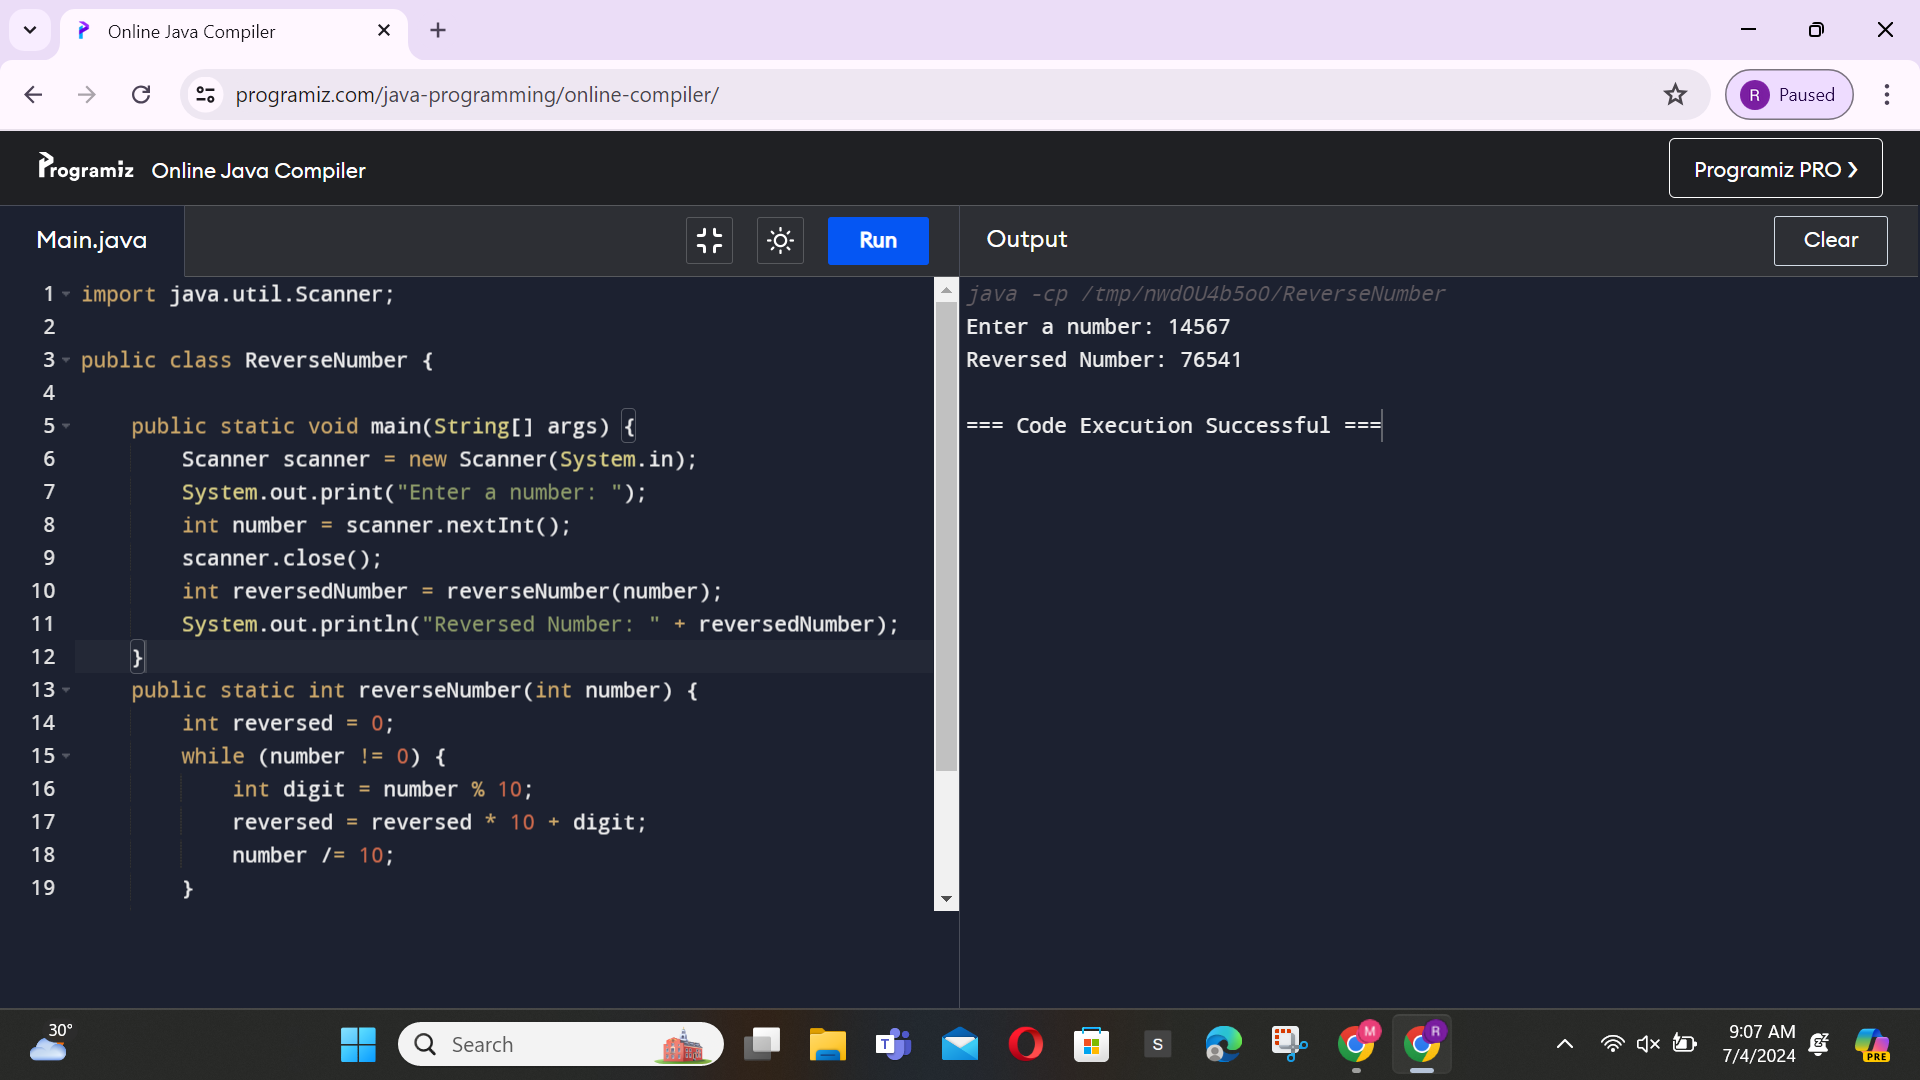 Online Java Compiler
programiz.com/java-programming/online-compiler/
R Paused
Programiz Online Java Compiler
Programiz PRO ❯
Main.java
Run
Output
Clear
1 import java.util.Scanner;
2
3 public class ReverseNumber {
4
5 public static void main(String[] args) {
6 Scanner scanner = new Scanner(System.in);
7 System.out.print("Enter a number: ");
8 int number = scanner.nextInt();
9 scanner.close();
10 int reversedNumber = reverseNumber(number);
11 System.out.println("Reversed Number: " + reversedNumber);
12 }
13 public static int reverseNumber(int number) {
14 int reversed = 0;
15 while (number != 0) {
16 int digit = number % 10;
17 reversed = reversed * 10 + digit;
18 number /= 10;
19 }
java -cp /tmp/nwdOU4b5oO/ReverseNumber
Enter a number: 14567
Reversed Number: 76541
=== Code Execution Successful ===
30°
Search
T
S
M
R
9:07 AM
7/4/2024
PRE